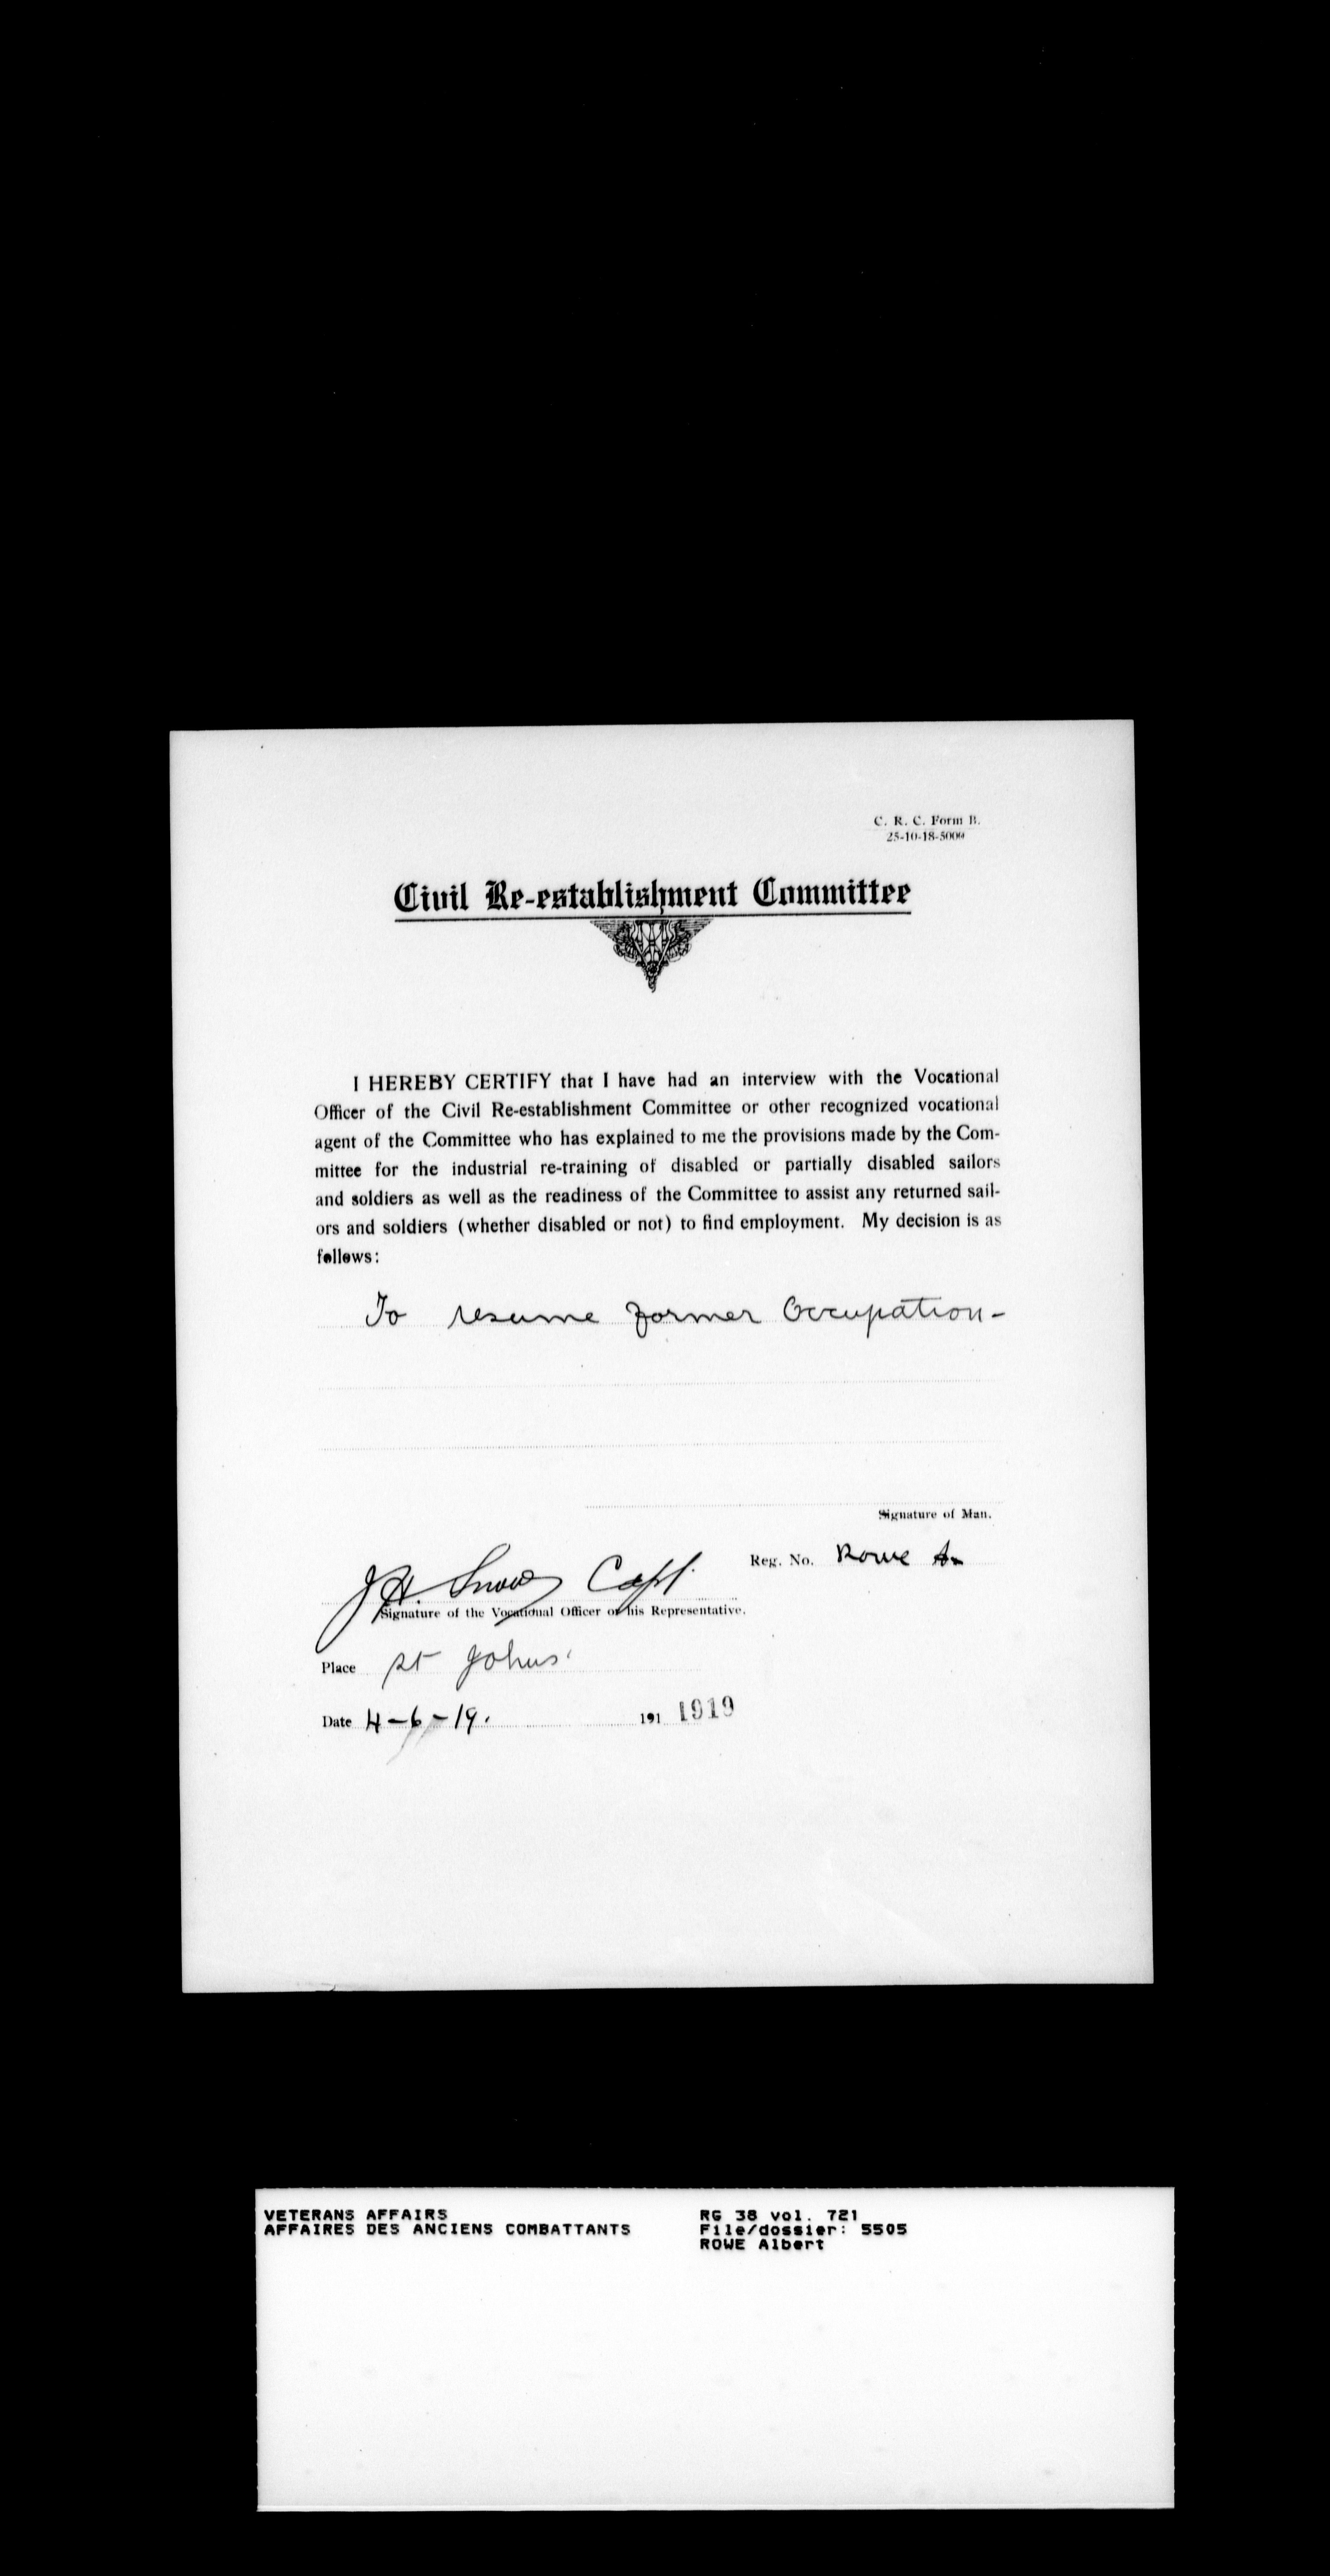 C. R. C. Form B.
25-10-18-5000
Civil Re-establishment Committee
I HEREBY CERTIFY that I have had an interview with the Vocational
Officer of the Civil Re-establishment Committee or other recognized vocational
agent of the Committee who has explained to me the provisions made by the Com-
mittee for the industrial re-training of disabled or partially disabled sailors
and soldiers as well as the readiness of the Committee to assist any returned sail-
ors and soldiers (whether disabled or not) to find employment. My decision is as
follows:
To resume former Occupation-
Signature of Man.
Reg. No. Rowe A.
J.H. Capt.
Signature of the Vocational Officer or his Representative.
Place St Johns
Date 4-6-19. 191 1919
VETERANS AFFAIRS
AFFAIRES DES ANCIENS COMBATTANTS
RG 38 vol. 721
File/dossier: 5505
ROWE Albert